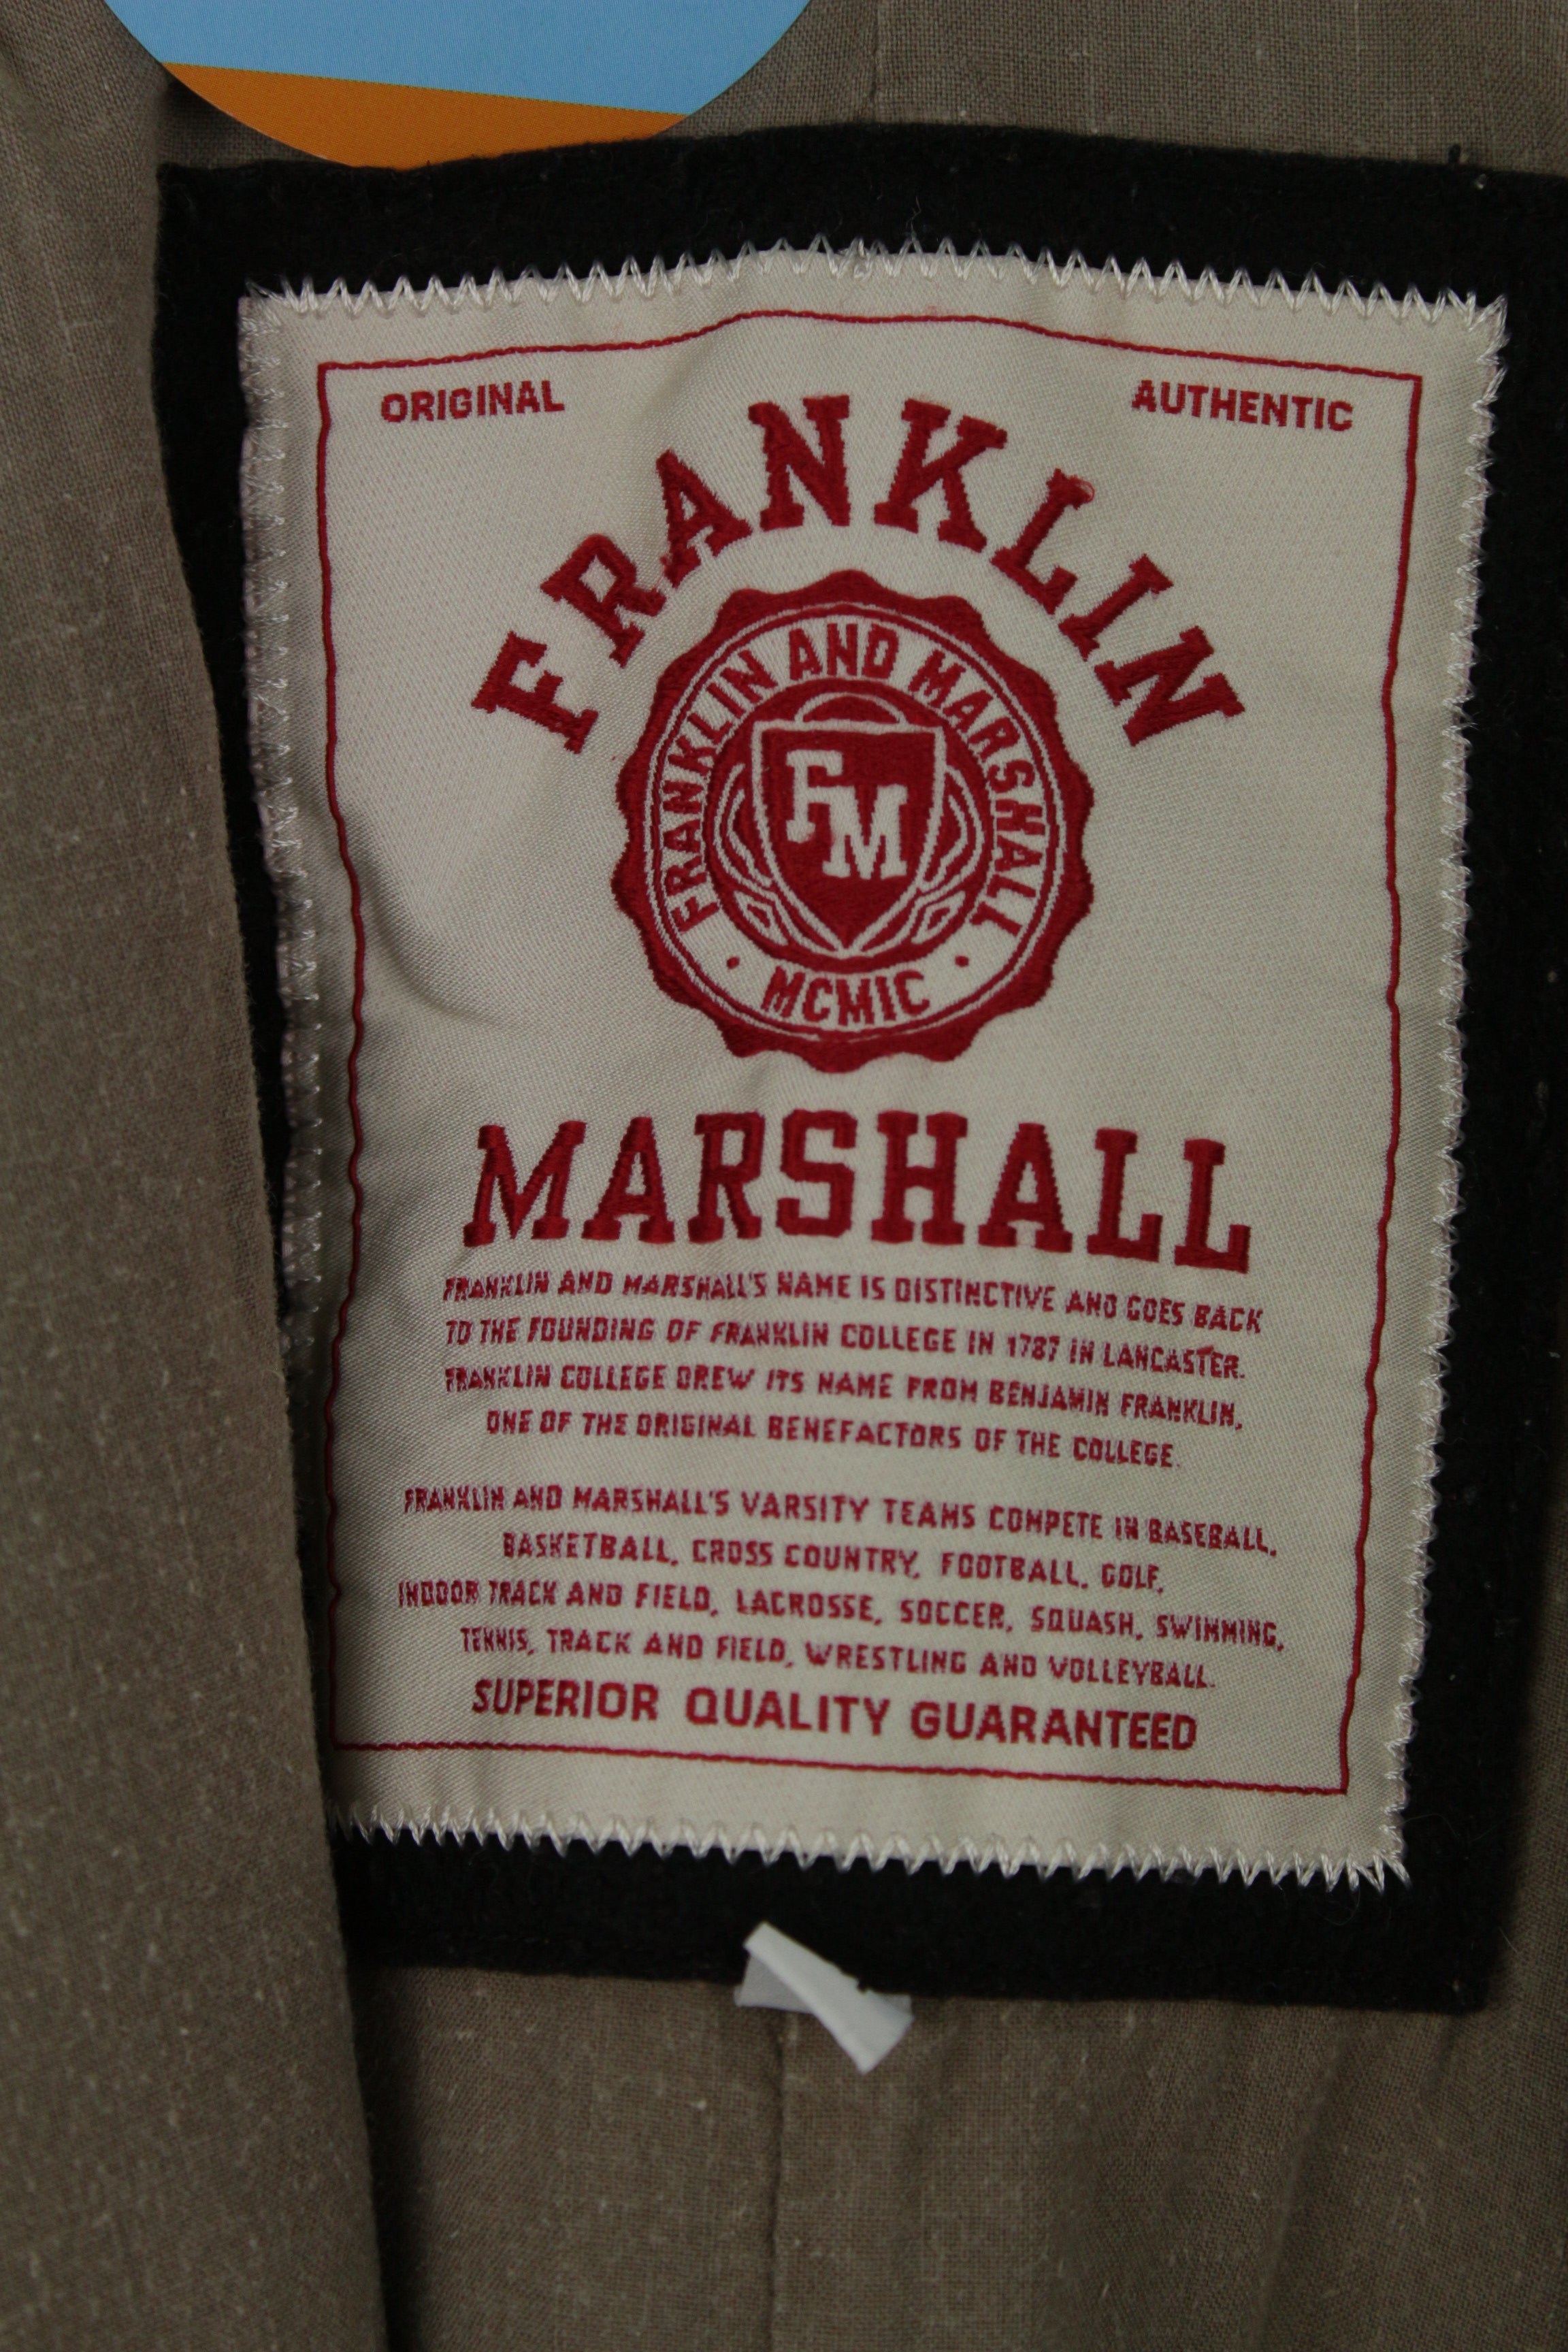 ORIGINAL
AUTHENTIC
FRANKLIN
FRANKLIN AND MARSHALL
FM
· MCMIC ·
MARSHALL
FRANKLIN AND MARSHALL'S NAME IS DISTINCTIVE AND GOES BACK
TO THE FOUNDING OF FRANKLIN COLLEGE IN 1787 IN LANCASTER.
FRANKLIN COLLEGE DREW ITS NAME FROM BENJAMIN FRANKLIN,
ONE OF THE ORIGINAL BENEFACTORS OF THE COLLEGE.
FRANKLIN AND MARSHALL'S VARSITY TEAMS COMPETE IN BASEBALL,
BASKETBALL, CROSS COUNTRY, FOOTBALL, GOLF,
INDOOR TRACK AND FIELD, LACROSSE, SOCCER, SQUASH, SWIMMING,
TENNIS, TRACK AND FIELD, WRESTLING AND VOLLEYBALL.
SUPERIOR QUALITY GUARANTEED